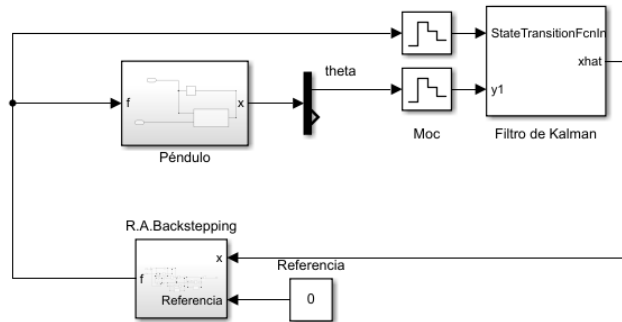 StateTransitionFcnIn
xhat
y1
theta
f
x
Péndulo
Moc
Filtro de Kalman
R.A.Backstepping
x
f
Referencia
Referencia
0